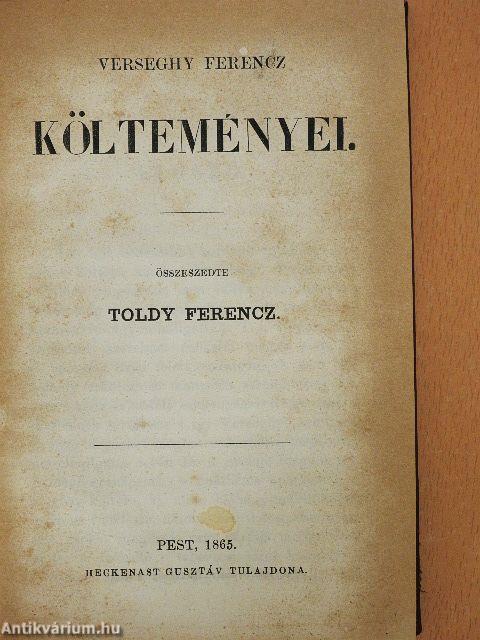 VERSEGHY FERENCZ
KÖLTEMÉNYEI.
ÖSSZESZEDTE
TOLDY FERENCZ.
PEST, 1865.
HECKENAST GUSZTÁV TULAJDONA.
Antikvárium.hu